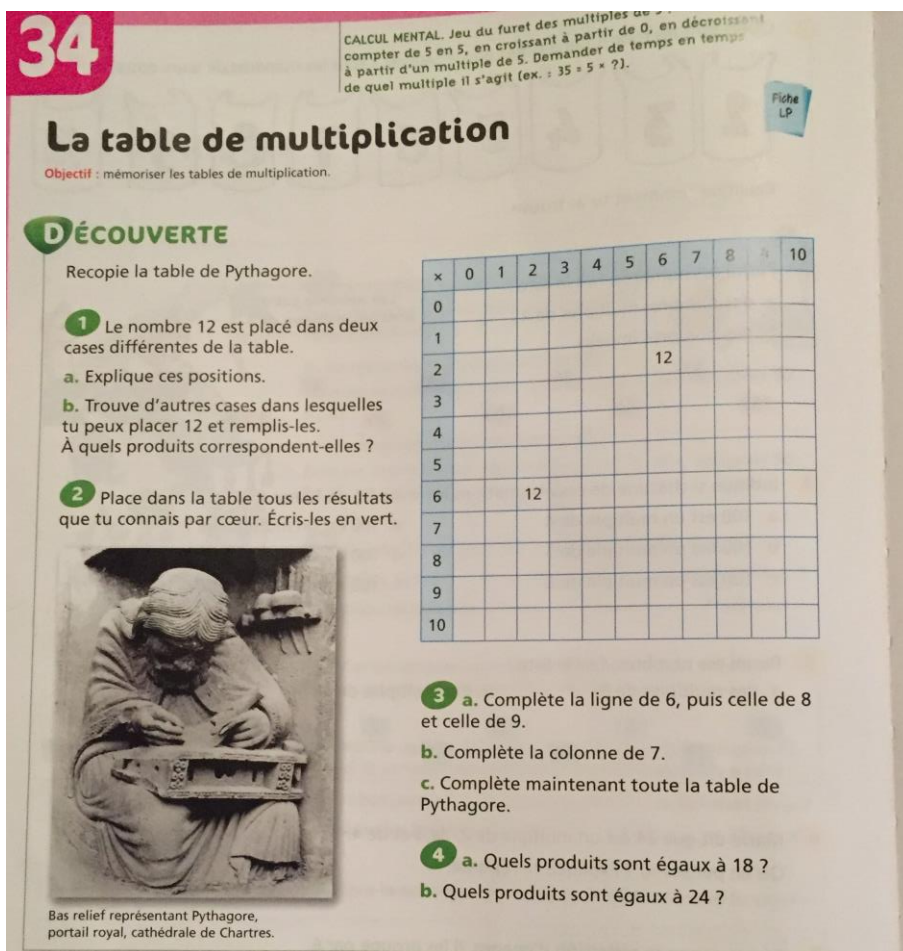 34
CALCUL MENTAL. Jeu du furet des multiples de
compter de 5 en 5, en croissant à partir de 0, en décroissant
à partir d'un multiple de 5. Demander de temps en temps
de quel multiple il s'agit (ex. : 35 = 5 × ?).
Fiche
LP
La table de multiplication
Objectif : mémoriser les tables de multiplication.
DÉCOUVERTE
Recopie la table de Pythagore.
1 Le nombre 12 est placé dans deux
cases différentes de la table.
a. Explique ces positions.
b. Trouve d'autres cases dans lesquelles
tu peux placer 12 et remplis-les.
À quels produits correspondent-elles ?
2 Place dans la table tous les résultats
que tu connais par cœur. Écris-les en vert.
Bas relief représentant Pythagore,
portail royal, cathédrale de Chartres.
× 0 1 2 3 4 5 6 7 8 9 10
0
1
2 12
3
4
5
6 12
7
8
9
10
3 a. Complète la ligne de 6, puis celle de 8
et celle de 9.
b. Complète la colonne de 7.
c. Complète maintenant toute la table de
Pythagore.
4 a. Quels produits sont égaux à 18 ?
b. Quels produits sont égaux à 24 ?